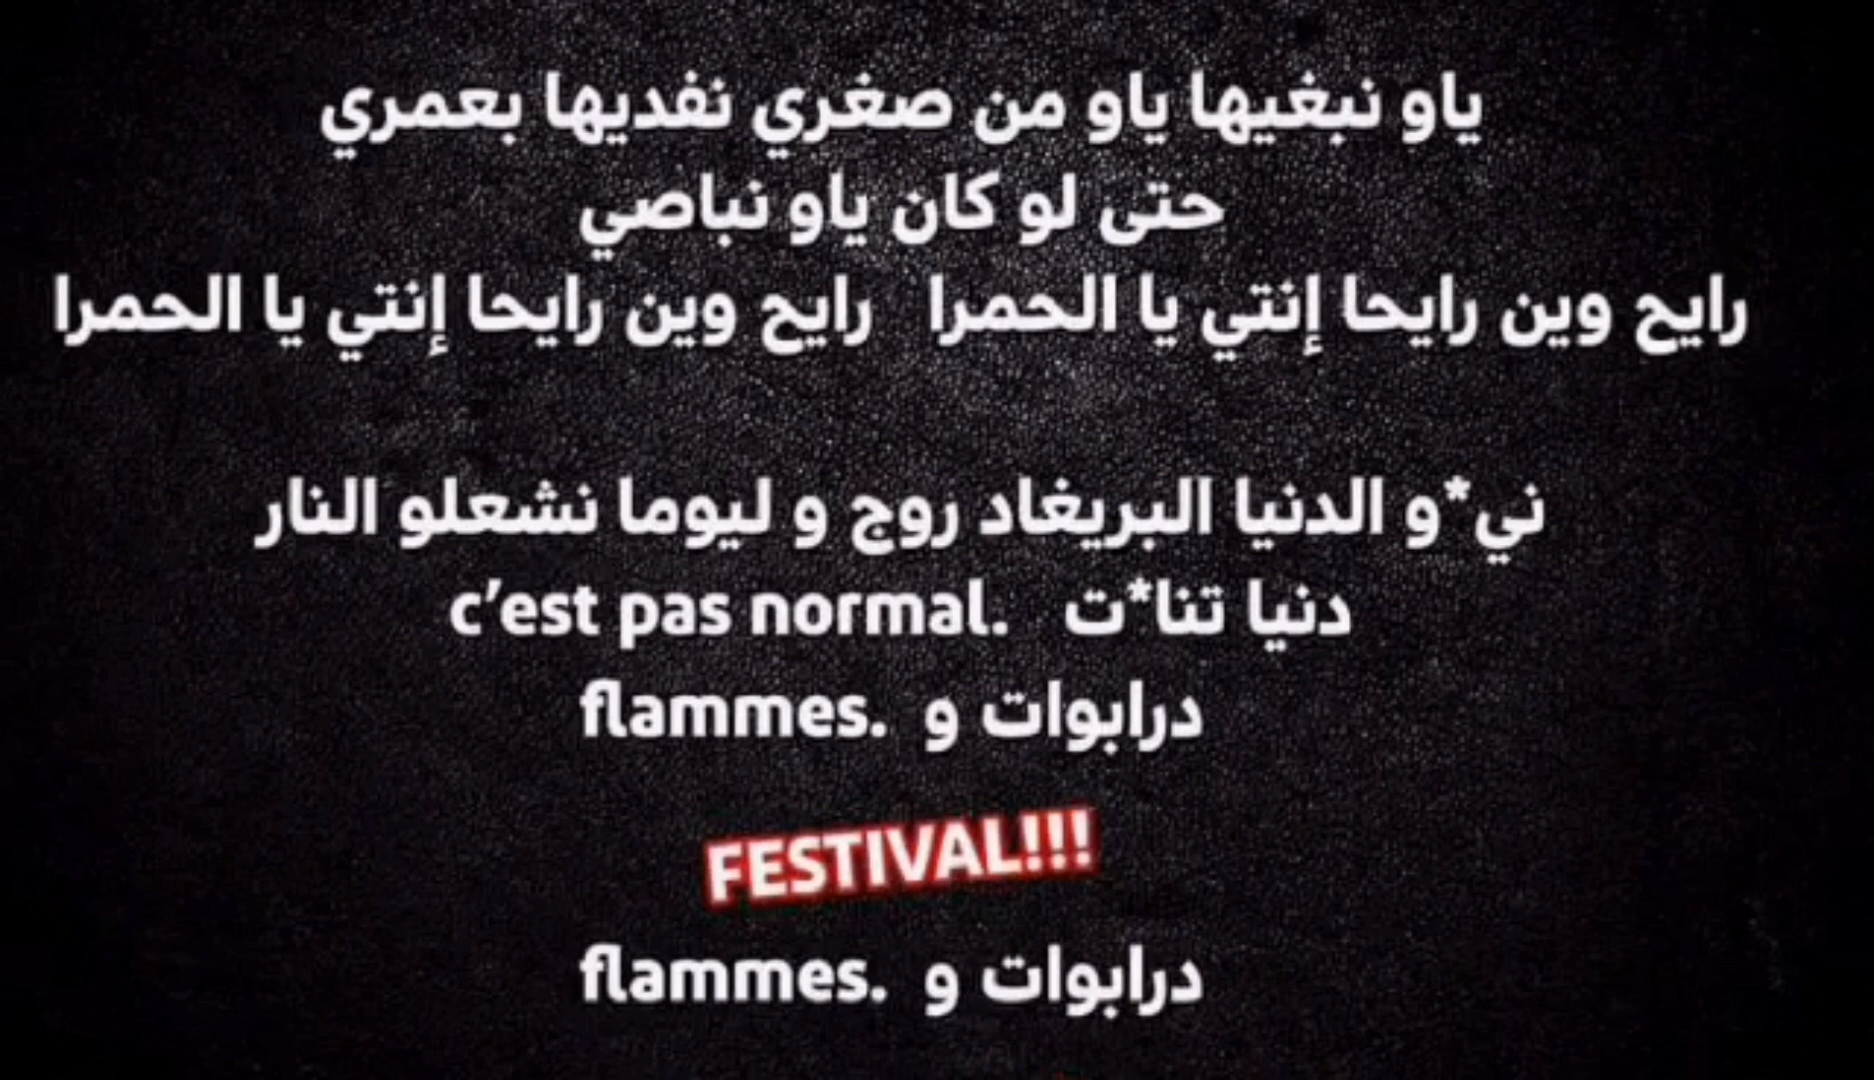 ياو نبغيها ياو من صغري نفديها بعمري
حتى لو كان ياو نباصي
رايح وين رايحا إنتي يا الحمرا   رايح وين رايحا إنتي يا الحمرا
ني*و الدنيا البريغاد روج و ليوما نشعلو النار
دنيا تنا*ت   c’est pas normal.
درابوات و  flammes.
FESTIVAL!!!
درابوات و  flammes.